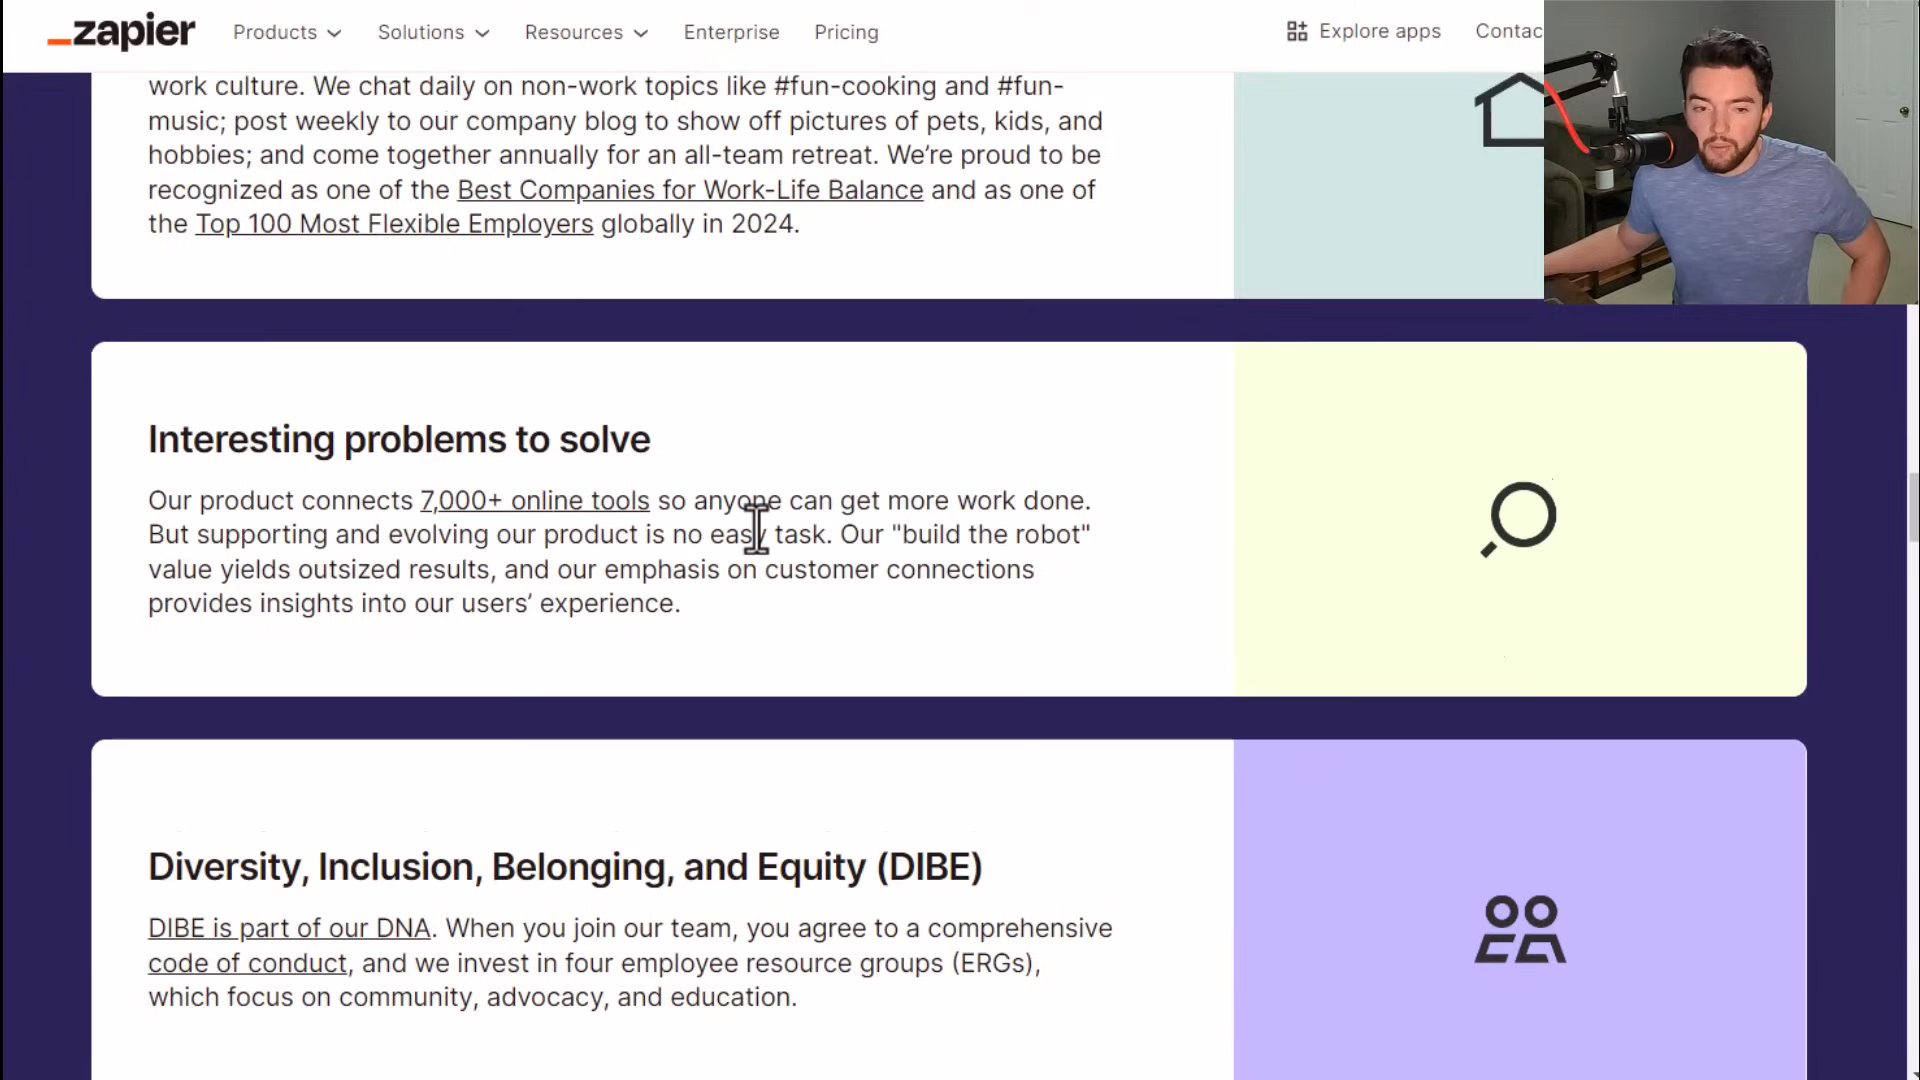 zapier
Products
Solutions
Resources
Enterprise
Pricing
Explore apps
Contac
work culture. We chat daily on non-work topics like #fun-cooking and #fun-
music; post weekly to our company blog to show off pictures of pets, kids, and
hobbies; and come together annually for an all-team retreat. We’re proud to be
recognized as one of the Best Companies for Work-Life Balance and as one of
the Top 100 Most Flexible Employers globally in 2024.
Interesting problems to solve
Our product connects 7,000+ online tools so anyone can get more work done.
But supporting and evolving our product is no easy task. Our "build the robot"
value yields outsized results, and our emphasis on customer connections
provides insights into our users’ experience.
Diversity, Inclusion, Belonging, and Equity (DIBE)
DIBE is part of our DNA. When you join our team, you agree to a comprehensive
code of conduct, and we invest in four employee resource groups (ERGs),
which focus on community, advocacy, and education.